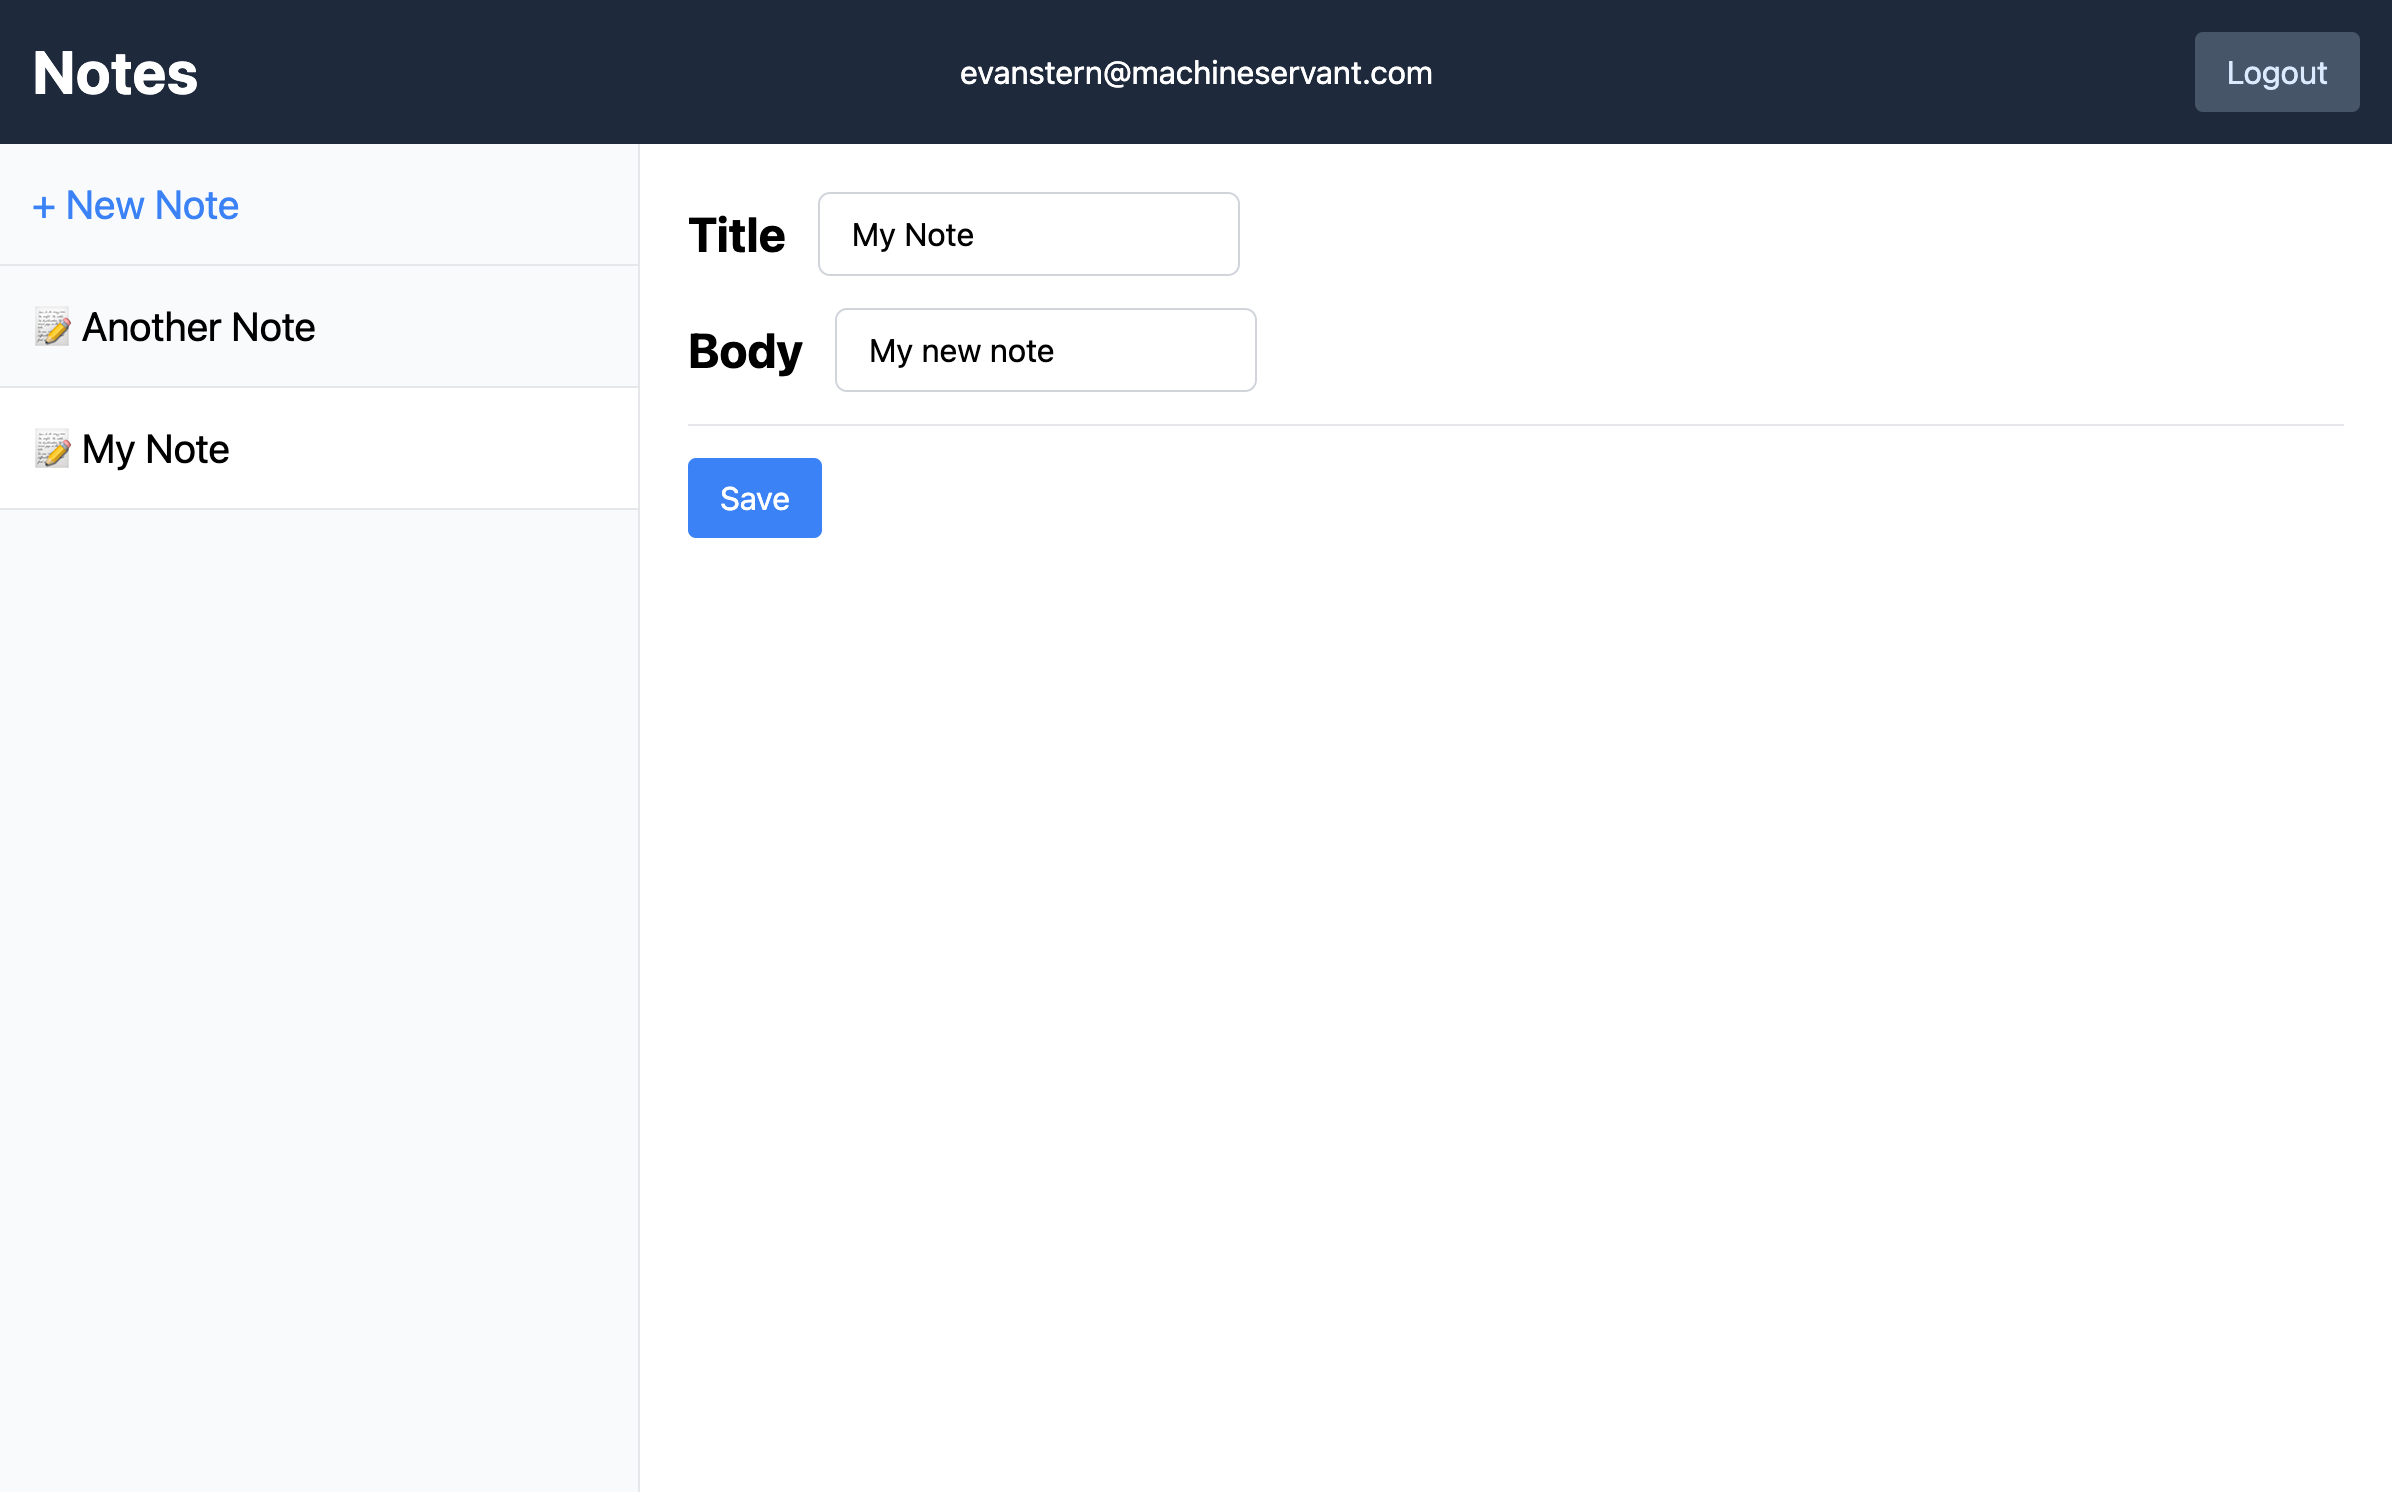 Notes
evanstern@machineservant.com
Logout
+ New Note
📝 Another Note
📝 My Note
Title
My Note
Body
My new note
Save